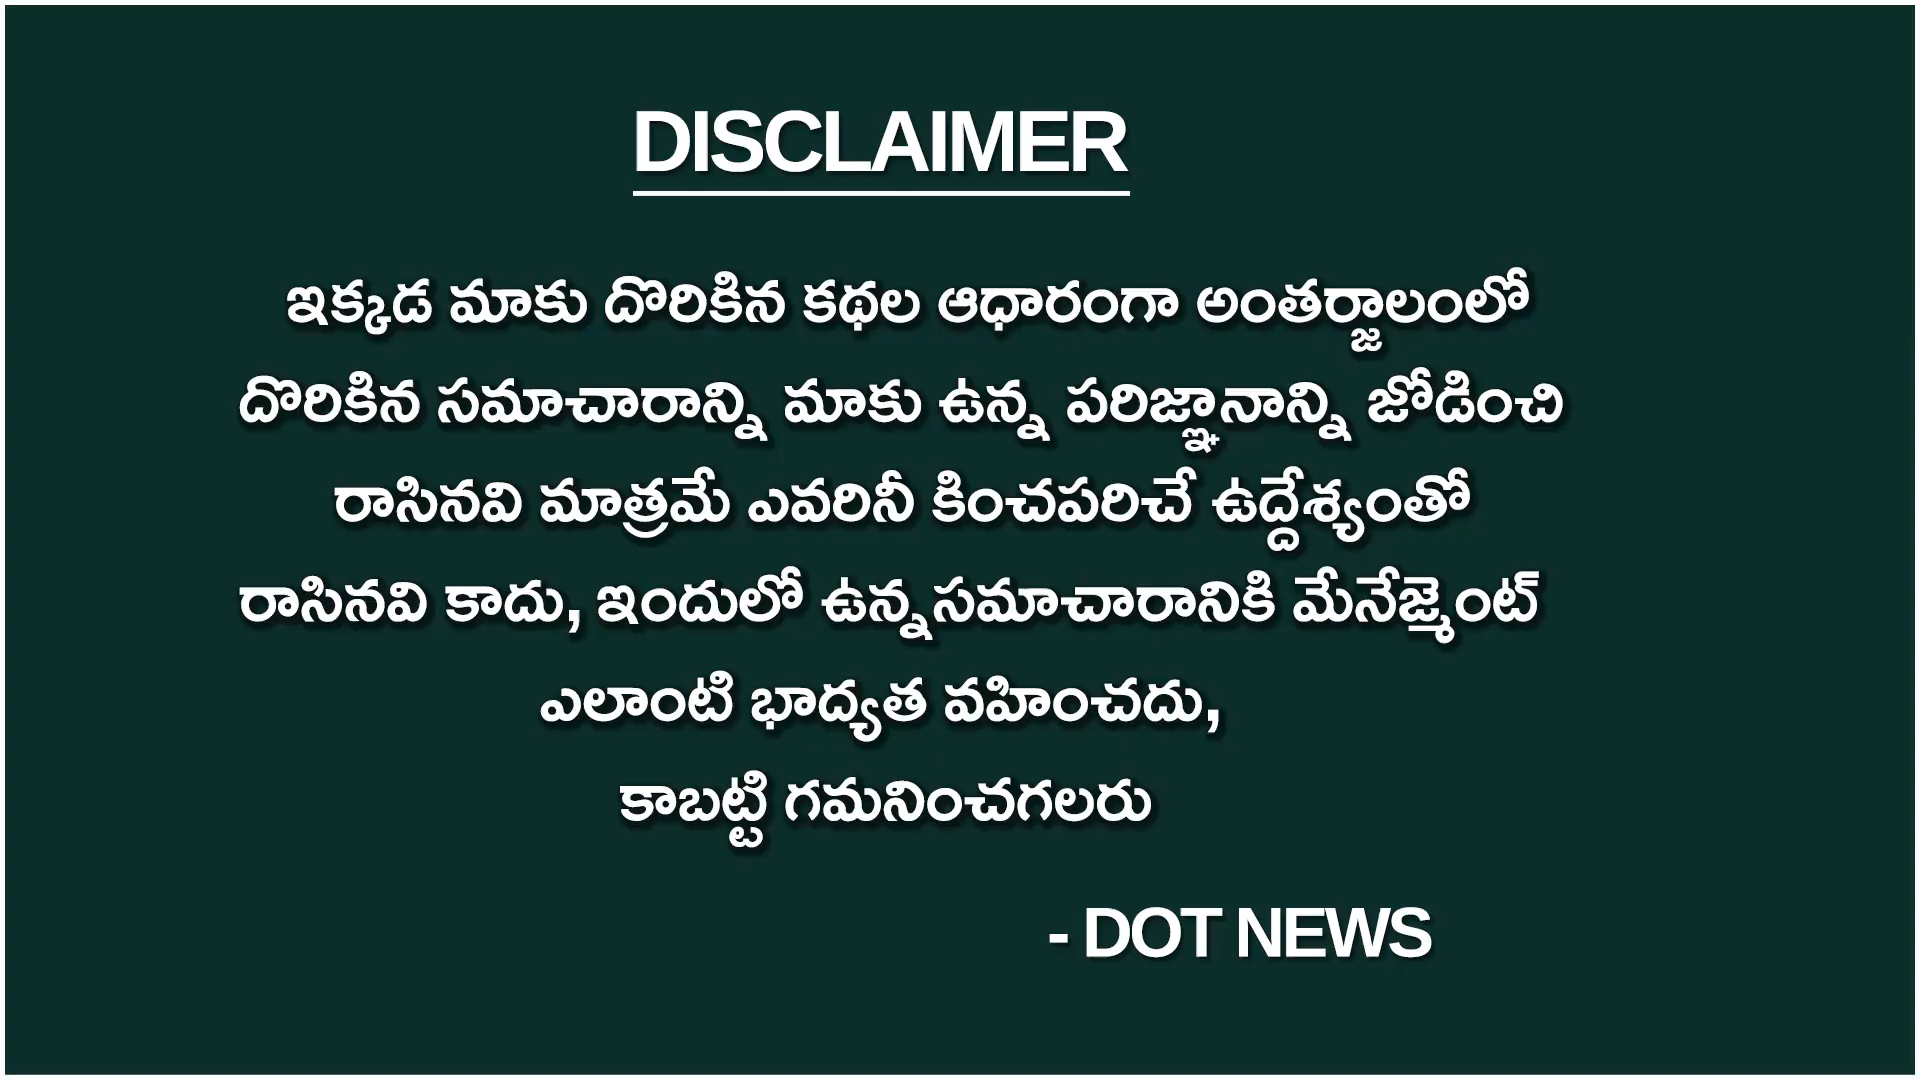 DISCLAIMER
ఇక్కడ మాకు దొరికిన కథల ఆధారంగా అంతర్జాలంలో
దొరికిన సమాచారాన్ని మాకు ఉన్న పరిజ్ఞానాన్ని జోడించి
రాసినవి మాత్రమే ఎవరినీ కించపరిచే ఉద్దేశ్యంతో
రాసినవి కాదు, ఇందులో ఉన్నసమాచారానికి మేనేజ్మెంట్
ఎలాంటి భాద్యత వహించదు,
కాబట్టి గమనించగలరు
- DOT NEWS